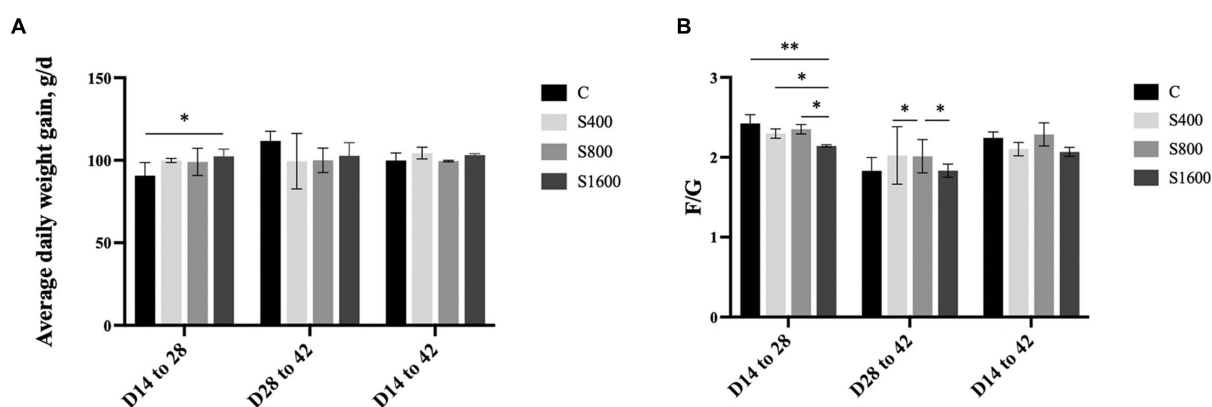 A
Average daily weight gain, g/d
150
100
50
0
*
D14 to 28
D28 to 42
D14 to 42
C
S400
S800
S1600
B
F/G
3
2
1
0
**
*
*
*
*
D14 to 28
D28 to 42
D14 to 42
C
S400
S800
S1600